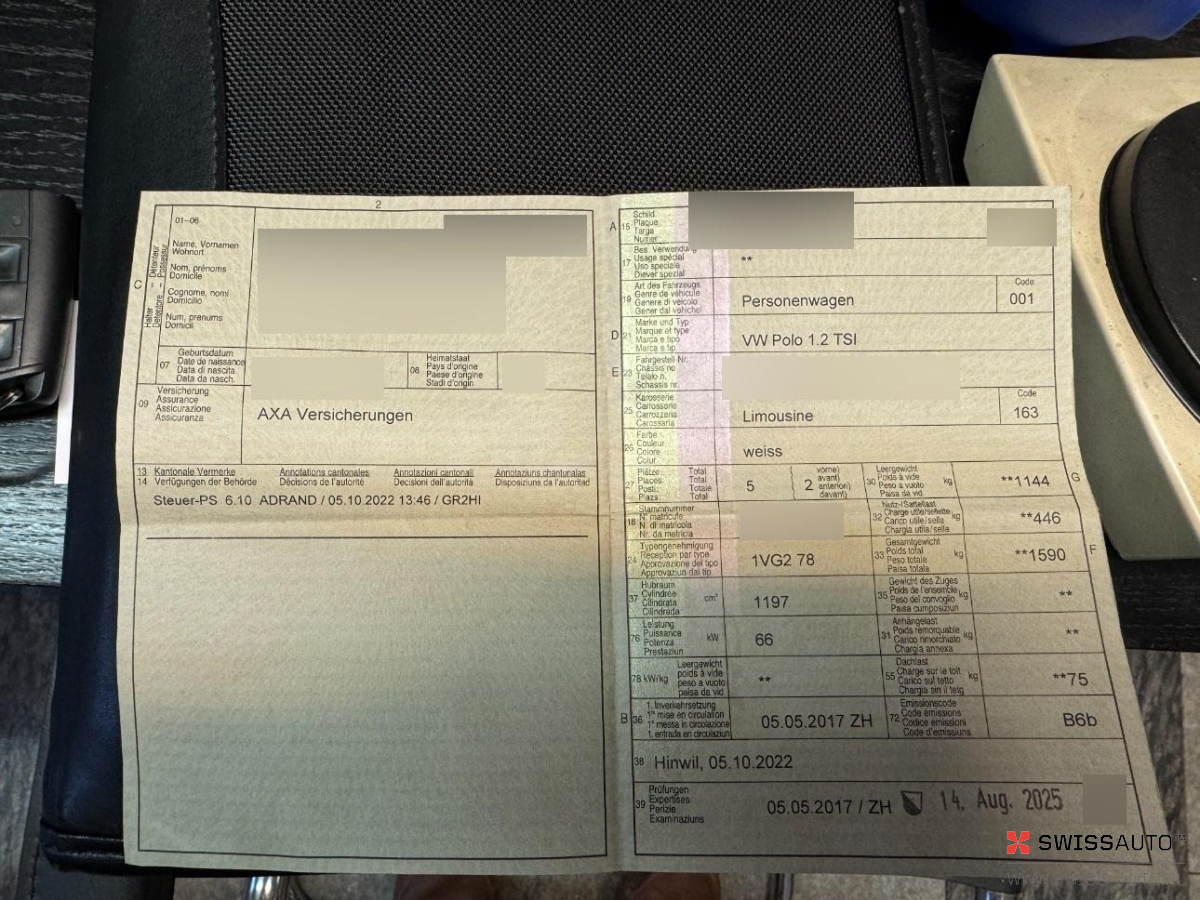 2
01–06
Name, Vornamen
Wohnort
Nom, prénoms
Domicile
Cognome, nomi
Domicilio
Num, prenums
Domicil
C
Halter – Détenteur
Detentore – Possessur
07
Geburtsdatum
Date de naissance
Data di nascita
Data da nasch.
08
Heimatstaat
Pays d'origine
Paese d'origine
Stadi d'origin
09
Versicherung
Assurance
Assicurazione
Assicuranza
AXA Versicherungen
13 Kantonale Vermerke Annotations cantonales Annotazioni cantonali Annotaziuns chantunalas
14 Verfügungen der Behörde Décisions de l'autorité Decisioni dell'autorità Disposiziuns da l'autoritad
Steuer-PS 6.10 ADRAND / 05.10.2022 13:46 / GR2HI
A 15
Schild
Plaque
Targa
Numer
17
Bes. Verwendung
Usage spécial
Uso speciale
Diever spezial
**
19
Art des Fahrzeugs
Genre de véhicule
Genere di veicolo
Gener dal vehichel
Personenwagen
Code
001
D 21
Marke und Typ
Marque et type
Marca e tipo
Marca e tip
VW Polo 1.2 TSI
E 23
Fahrgestell-Nr.
Châssis no
Telaio n.
Schassis nr.
25
Karosserie
Carrosserie
Carrozzeria
Carossaria
Limousine
Code
163
26
Farbe
Couleur
Colore
Colur
weiss
27
Plätze Total
Places Total
Posti Totale
Plazs Total
5
2
vorne)
avant)
anteriori)
davant)
30
Leergewicht
Poids à vide
Peso a vuoto
Paisa da vid
kg
**1144
G
18
Stammnummer
N° matricule
N. di matricola
Nr. da matricla
32
Nutz-/Sattellast
Charge utile/sellette
Carico utile/sella
Chargia utila/sella
kg
**446
24
Typengenehmigung
Réception par type
Approvazione del tipo
Approvaziun dal tip
1VG2 78
33
Gesamtgewicht
Poids total
Peso totale
Paisa totala
kg
**1590
F
37
Hubraum
Cylindrée
Cilindrata
Cilindrada
cm³
1197
35
Gewicht des Zuges
Poids de l'ensemble
Peso del convoglio
Paisa cumposiziun
kg
**
76
Leistung
Puissance
Potenza
Prestaziun
kW
66
31
Anhängelast
Poids remorquable
Carico rimorchiato
Chargia annexa
kg
**
78 kW/kg
Leergewicht
poids à vide
peso a vuoto
paisa da vid
**
55
Dachlast
Charge sur le toit
Carico sul tetto
Chargia sin il tetg
kg
**75
B 36
1. Inverkehrsetzung
1re mise en circulation
1a messa in circolazione
1. entrada en circulaziun
05.05.2017 ZH
72
Emissionscode
Code émissions
Codice emissioni
Code d'emissiuns
B6b
38 Hinwil, 05.10.2022
39
Prüfungen
Expertises
Perizie
Examinaziuns
05.05.2017 / ZH
14. Aug. 2025
SWISSAUTO